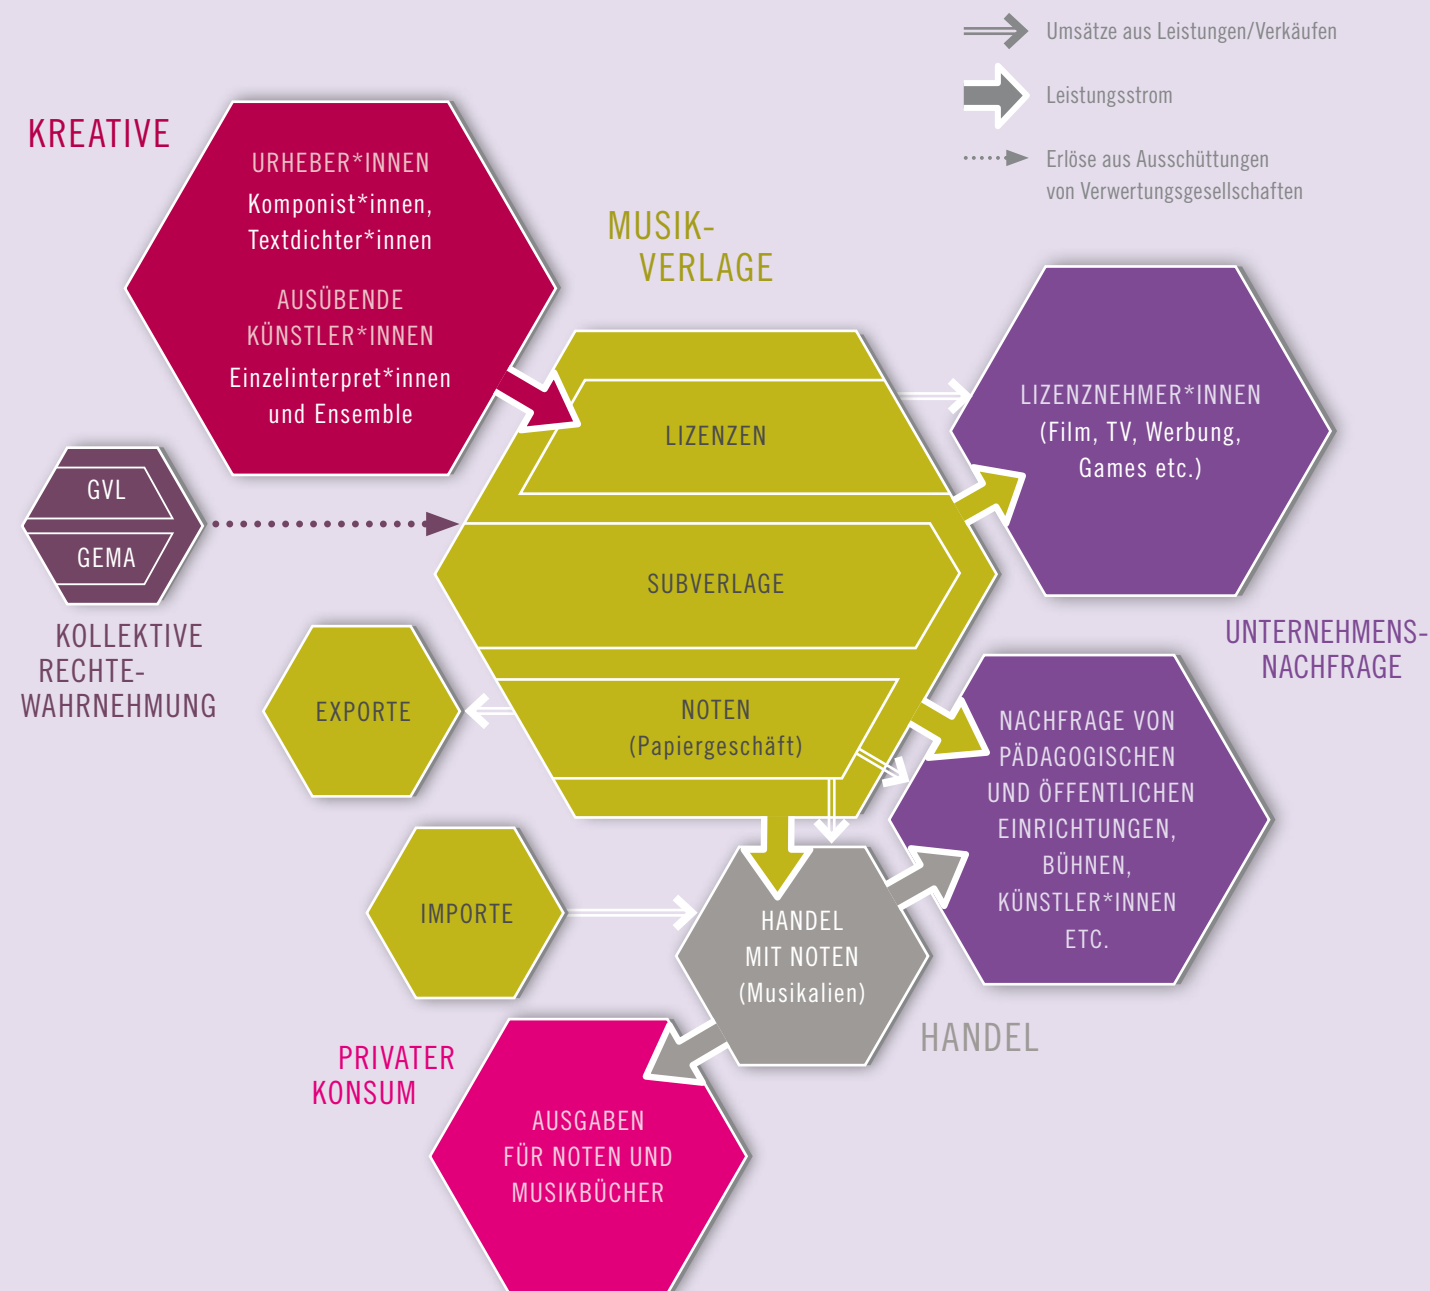 Umsätze aus Leistungen/Verkäufen
Leistungsstrom
Erlöse aus Ausschüttungen
von Verwertungsgesellschaften
KREATIVE
URHEBER*INNEN
Komponist*innen,
Textdichter*innen
AUSÜBENDE
KÜNSTLER*INNEN
Einzelinterpret*innen
und Ensemble
MUSIK-
VERLAGE
LIZENZEN
SUBVERLAGE
NOTEN
(Papiergeschäft)
LIZENZNEHMER*INNEN
(Film, TV, Werbung,
Games etc.)
GVL
GEMA
KOLLEKTIVE
RECHTE-
WAHRNEHMUNG
UNTERNEHMENS-
NACHFRAGE
EXPORTE
NACHFRAGE VON
PÄDAGOGISCHEN
UND ÖFFENTLICHEN
EINRICHTUNGEN,
BÜHNEN,
KÜNSTLER*INNEN
ETC.
IMPORTE
HANDEL
MIT NOTEN
(Musikalien)
HANDEL
PRIVATER
KONSUM
AUSGABEN
FÜR NOTEN UND
MUSIKBÜCHER